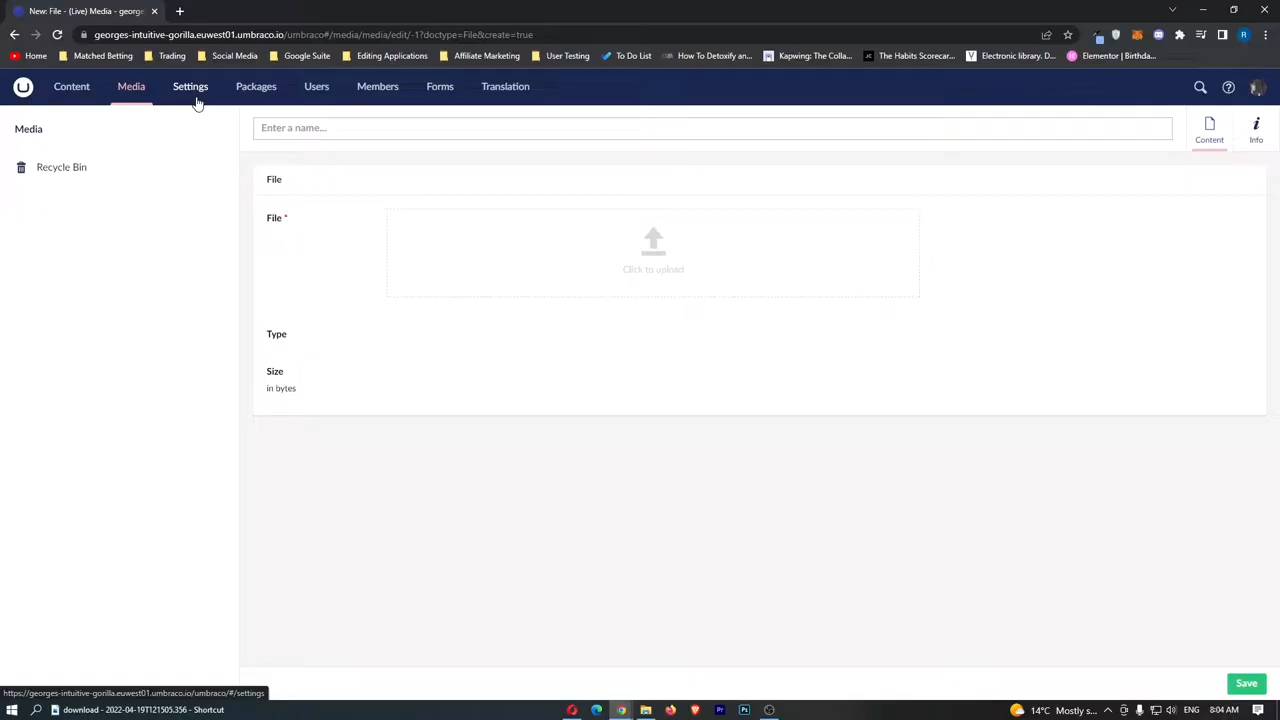 New: File - (Live) Media - george
georges-intuitive-gorilla.euwest01.umbraco.io/umbraco#/media/media/edit/-1?doctype=File&create=true
R
Home
Matched Betting
Trading
Social Media
Google Suite
Editing Applications
Affiliate Marketing
User Testing
To Do List
How To Detoxify an...
Kapwing: The Colla...
The Habits Scorecar...
Electronic library. D...
Elementor | Birthda...
Content
Media
Settings
Packages
Users
Members
Forms
Translation
Media
Recycle Bin
Enter a name...
Content
Info
File
File *
Click to upload
Type
Size
in bytes
Save
https://georges-intuitive-gorilla.euwest01.umbraco.io/umbraco/#/settings
download - 2022-04-19T121505.356 - Shortcut
14°C Mostly s...
8:04 AM